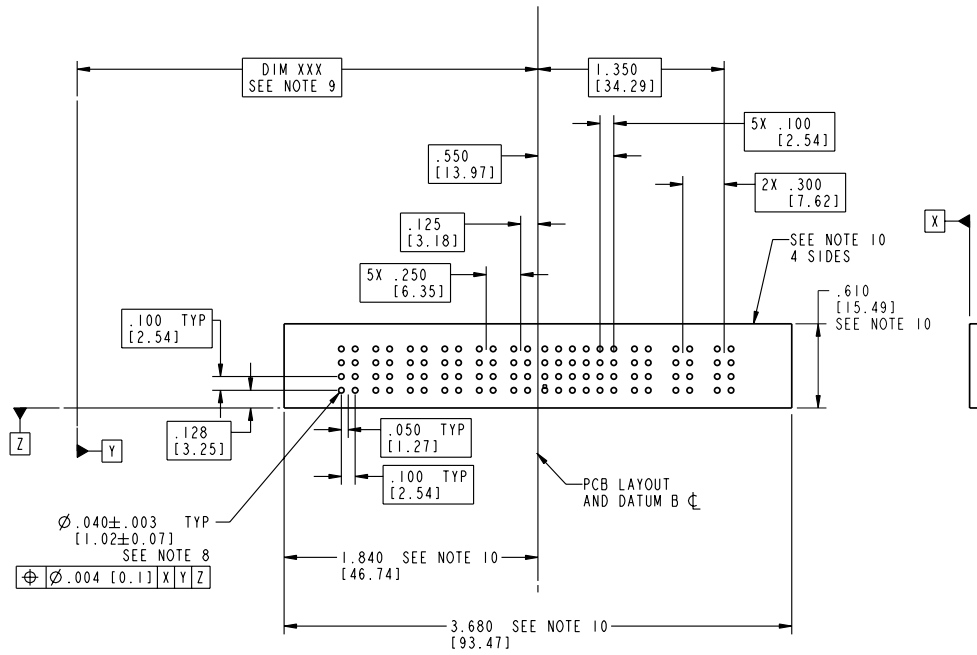 DIM XXX
SEE NOTE 9
1.350
[34.29]
5X .100
[2.54]
.550
[13.97]
2X .300
[7.62]
.125
[3.18]
X
SEE NOTE 10
4 SIDES
5X .250
[6.35]
.610
[15.49]
SEE NOTE 10
.100 TYP
[2.54]
Z
Y
.128
[3.25]
.050 TYP
[1.27]
.100 TYP
[2.54]
PCB LAYOUT
AND DATUM B ℄
Ø.040±.003 TYP
[1.02±0.07]
SEE NOTE 8
⌖ Ø.004 [0.1] X Y Z
1.840 SEE NOTE 10
[46.74]
3.680 SEE NOTE 10
[93.47]